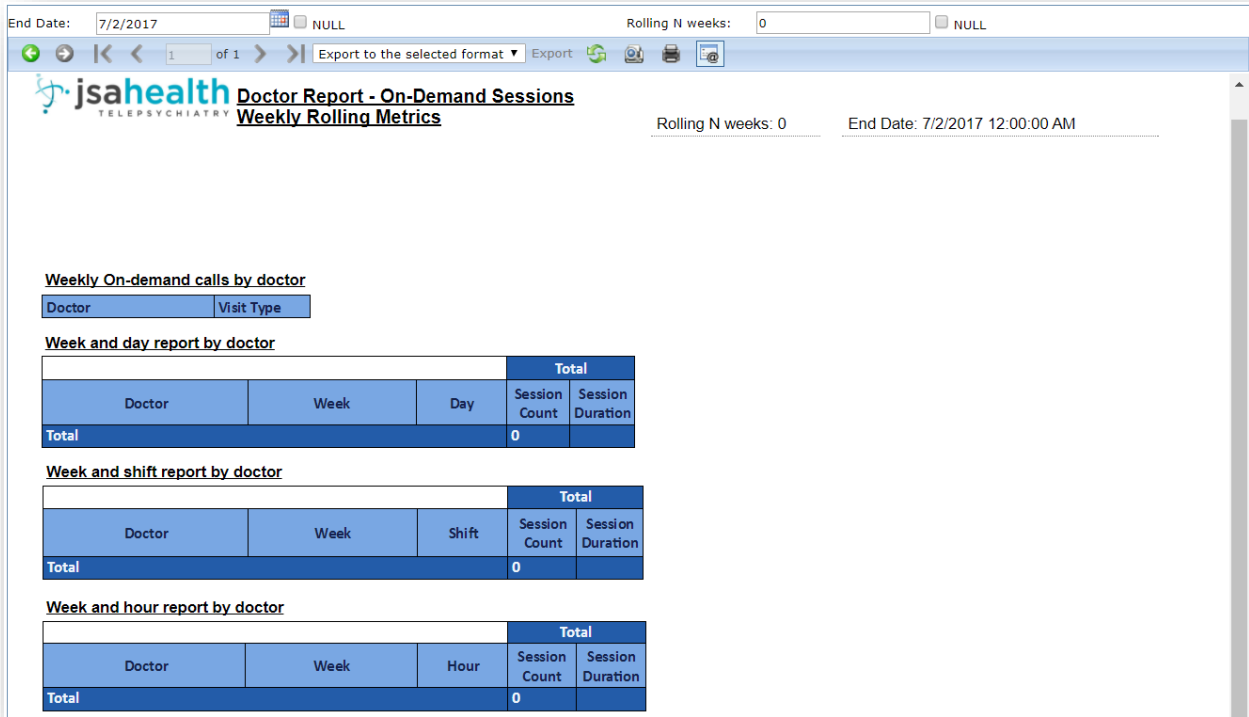 End Date: 7/2/2017 NULL Rolling N weeks: 0 NULL
1 of 1 Export to the selected format Export
jsahealth
TELEPSYCHIATRY
Doctor Report - On-Demand Sessions
Weekly Rolling Metrics
Rolling N weeks: 0 End Date: 7/2/2017 12:00:00 AM
Weekly On-demand calls by doctor
Doctor Visit Type
Week and day report by doctor
Total
Doctor Week Day Session Count Session Duration
Total 0
Week and shift report by doctor
Total
Doctor Week Shift Session Count Session Duration
Total 0
Week and hour report by doctor
Total
Doctor Week Hour Session Count Session Duration
Total 0